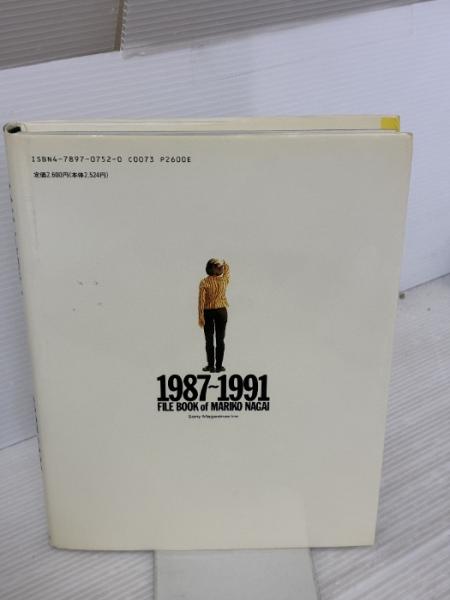 ISBN4-7897-0752-0 C0073 P2600E
定価2,600円(本体2,524円)
1987~1991
FILE BOOK of MARIKO NAGAI
Sony Magazines Inc.